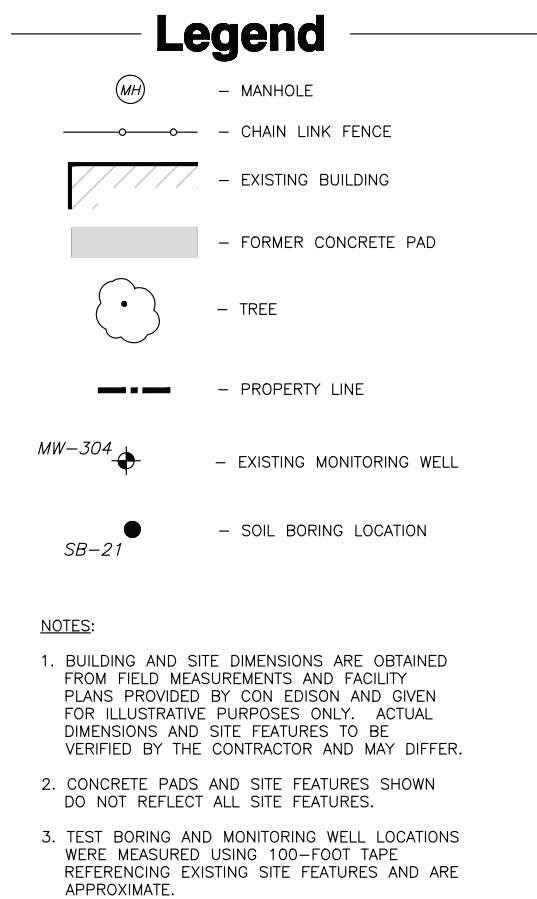 Legend
MH — MANHOLE
— CHAIN LINK FENCE
— EXISTING BUILDING
— FORMER CONCRETE PAD
— TREE
— PROPERTY LINE
MW-304 — EXISTING MONITORING WELL
— SOIL BORING LOCATION
SB-21
NOTES:
1. BUILDING AND SITE DIMENSIONS ARE OBTAINED
FROM FIELD MEASUREMENTS AND FACILITY
PLANS PROVIDED BY CON EDISON AND GIVEN
FOR ILLUSTRATIVE PURPOSES ONLY. ACTUAL
DIMENSIONS AND SITE FEATURES TO BE
VERIFIED BY THE CONTRACTOR AND MAY DIFFER.
2. CONCRETE PADS AND SITE FEATURES SHOWN
DO NOT REFLECT ALL SITE FEATURES.
3. TEST BORING AND MONITORING WELL LOCATIONS
WERE MEASURED USING 100-FOOT TAPE
REFERENCING EXISTING SITE FEATURES AND ARE
APPROXIMATE.